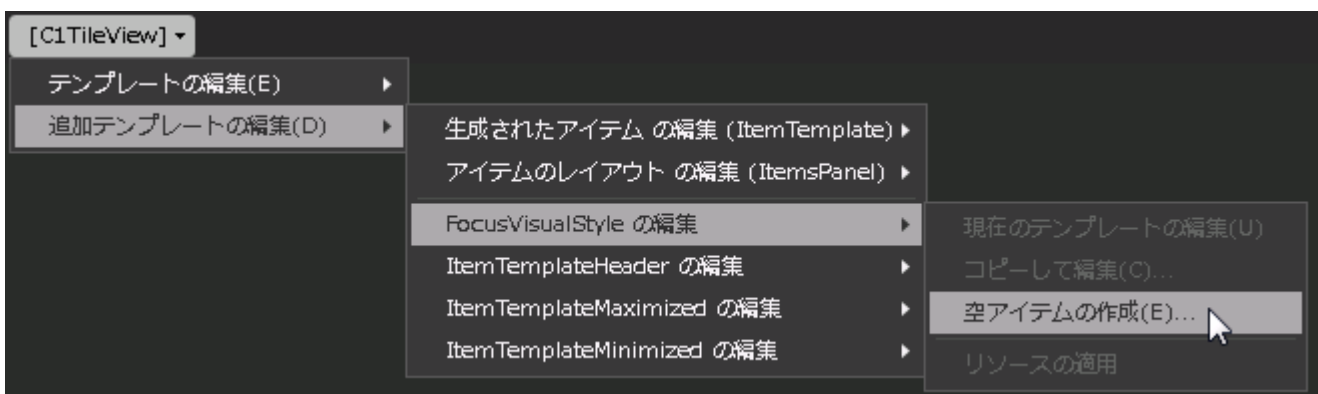 [C1TileView]
テンプレートの編集(E)
追加テンプレートの編集(D)
生成されたアイテム の編集 (ItemTemplate)
アイテムのレイアウト の編集 (ItemsPanel)
FocusVisualStyle の編集
ItemTemplateHeader の編集
ItemTemplateMaximized の編集
ItemTemplateMinimized の編集
現在のテンプレートの編集(U)
コピーして編集(C)...
空アイテムの作成(E)...
リソースの適用